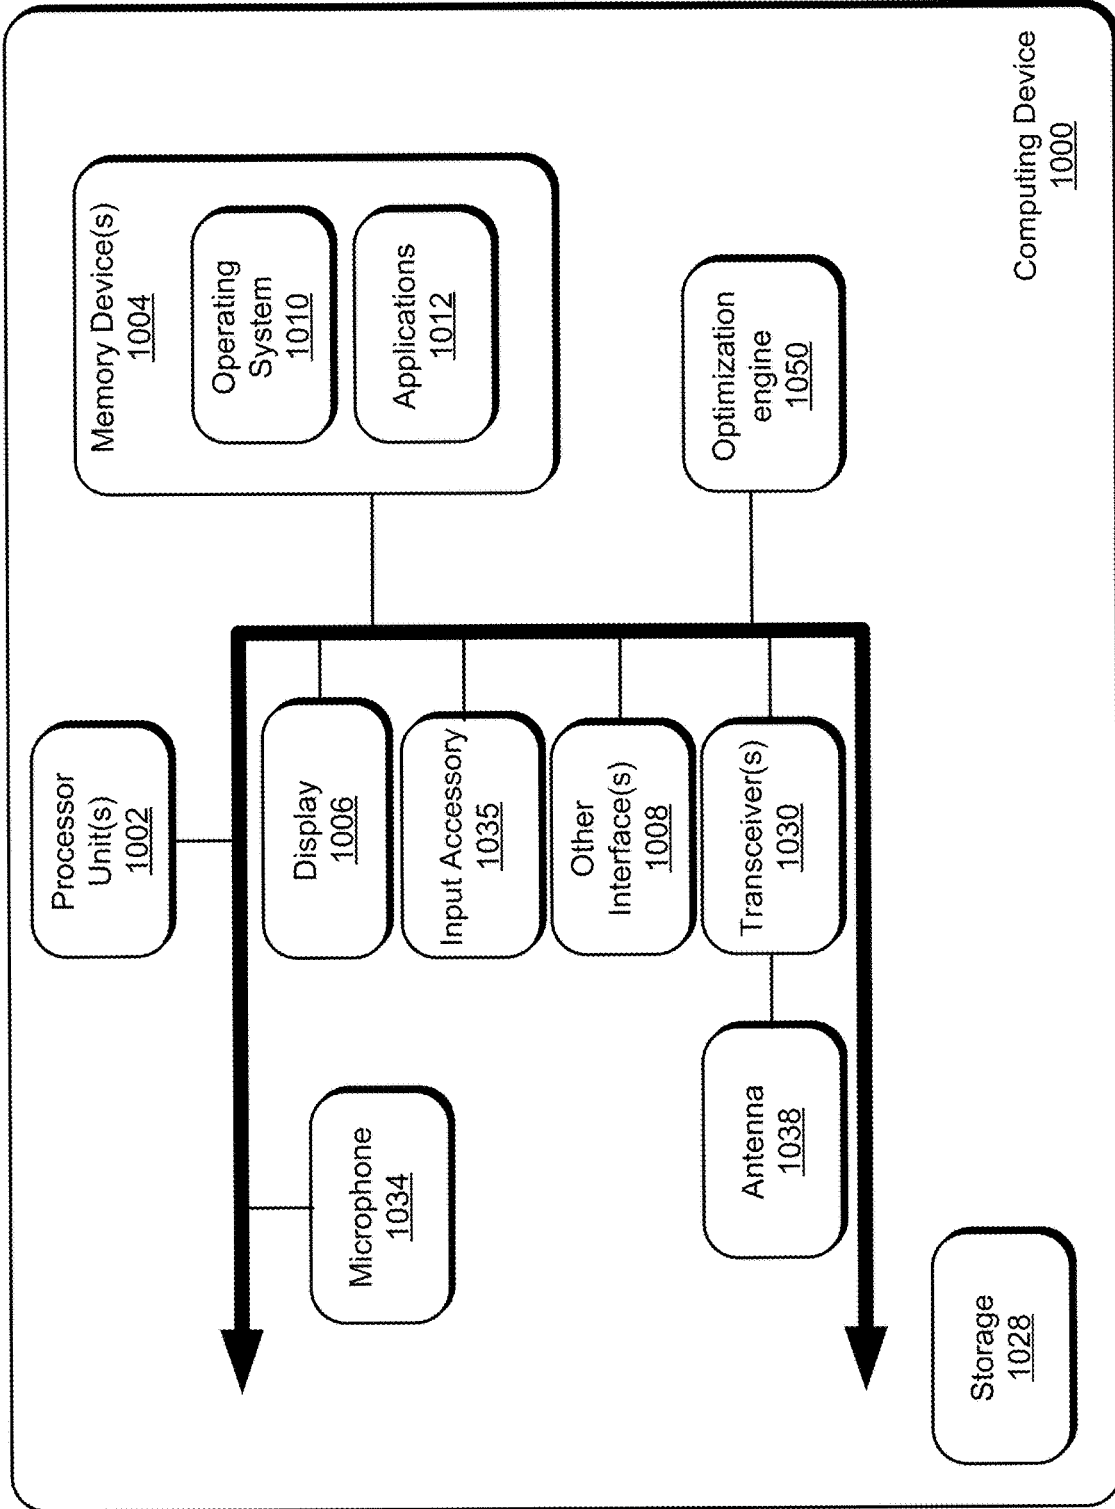 Processor
Unit(s)
1002
Memory Device(s)
1004
Operating
System
1010
Applications
1012
Microphone
1034
Display
1006
Input Accessory
1035
Other
Interface(s)
1008
Transceiver(s)
1030
Antenna
1038
Optimization
engine
1050
Storage
1028
Computing Device
1000